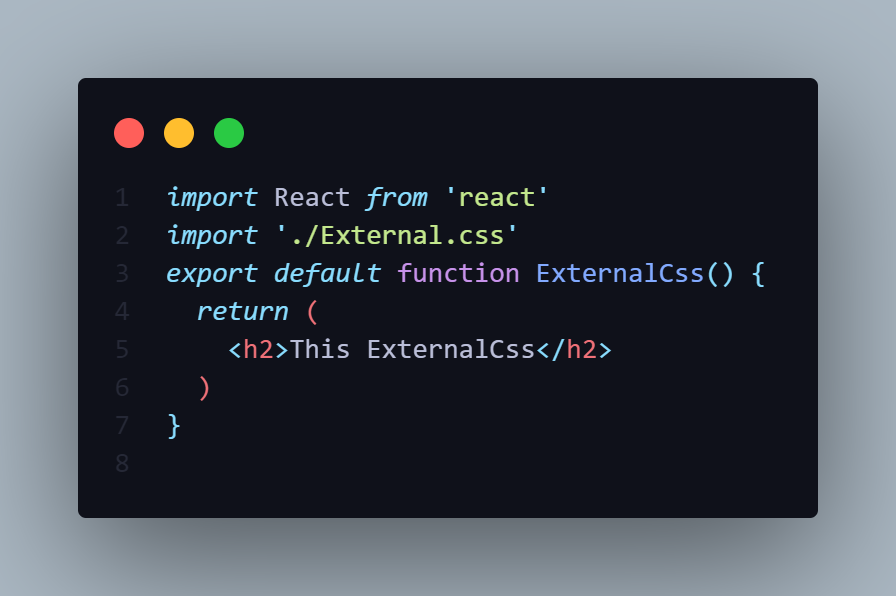 1 import React from 'react'
2 import './External.css'
3 export default function ExternalCss() {
4   return (
5     <h2>This ExternalCss</h2>
6   )
7 }
8